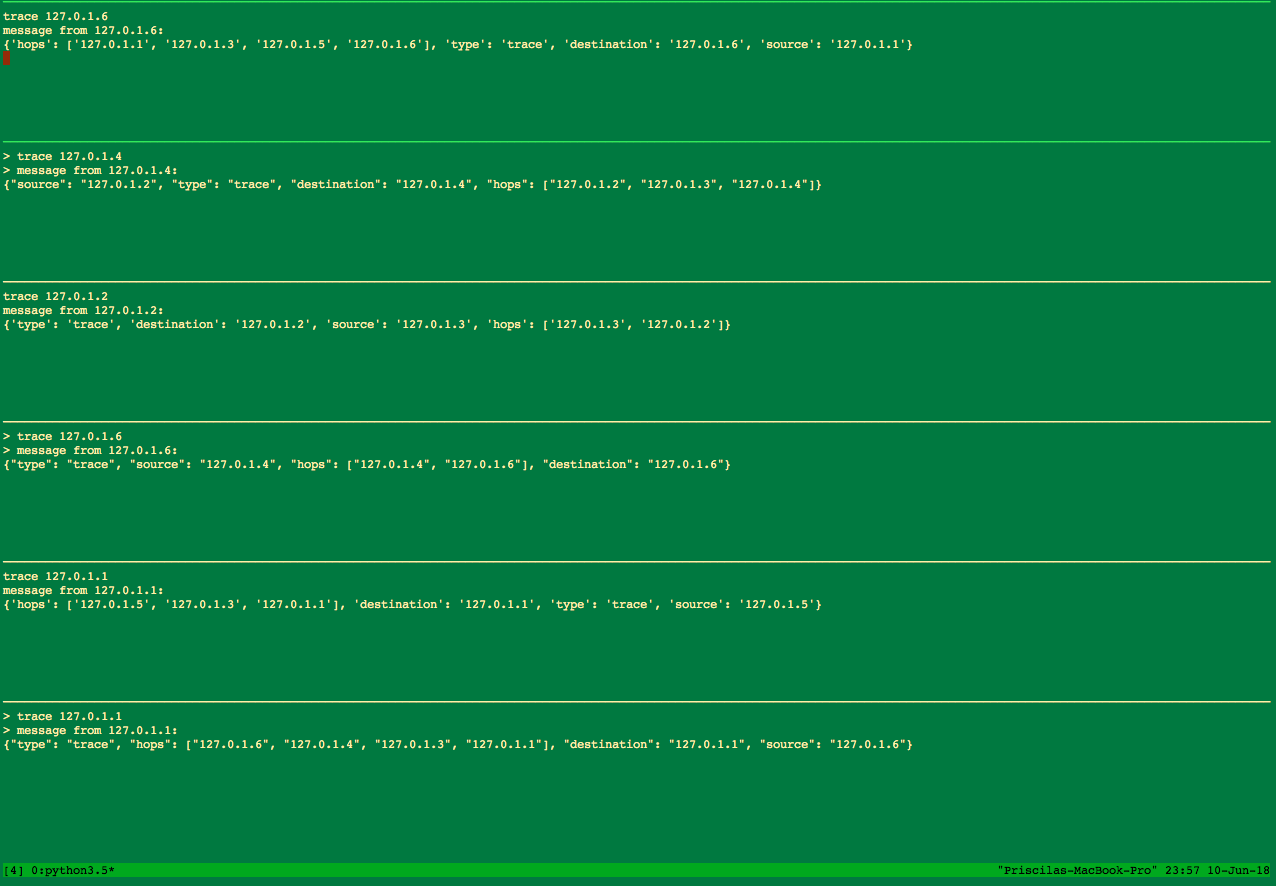 trace 127.0.1.6
message from 127.0.1.6:
{'hops': ['127.0.1.1', '127.0.1.3', '127.0.1.5', '127.0.1.6'], 'type': 'trace', 'destination': '127.0.1.6', 'source': '127.0.1.1'}
> trace 127.0.1.4
> message from 127.0.1.4:
{"source": "127.0.1.2", "type": "trace", "destination": "127.0.1.4", "hops": ["127.0.1.2", "127.0.1.3", "127.0.1.4"]}
trace 127.0.1.2
message from 127.0.1.2:
{'type': 'trace', 'destination': '127.0.1.2', 'source': '127.0.1.3', 'hops': ['127.0.1.3', '127.0.1.2']}
> trace 127.0.1.6
> message from 127.0.1.6:
{"type": "trace", "source": "127.0.1.4", "hops": ["127.0.1.4", "127.0.1.6"], "destination": "127.0.1.6"}
trace 127.0.1.1
message from 127.0.1.1:
{'hops': ['127.0.1.5', '127.0.1.3', '127.0.1.1'], 'destination': '127.0.1.1', 'type': 'trace', 'source': '127.0.1.5'}
> trace 127.0.1.1
> message from 127.0.1.1:
{"type": "trace", "hops": ["127.0.1.6", "127.0.1.4", "127.0.1.3", "127.0.1.1"], "destination": "127.0.1.1", "source": "127.0.1.6"}
[4] 0:python3.5* "Priscilas-MacBook-Pro" 23:57 10-Jun-18